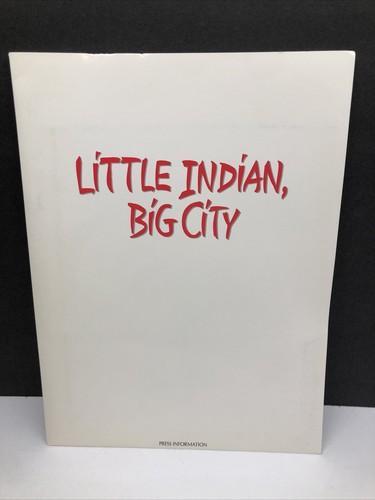 LiTTLE INDiAN,
BiG CiTY
PRESS INFORMATION